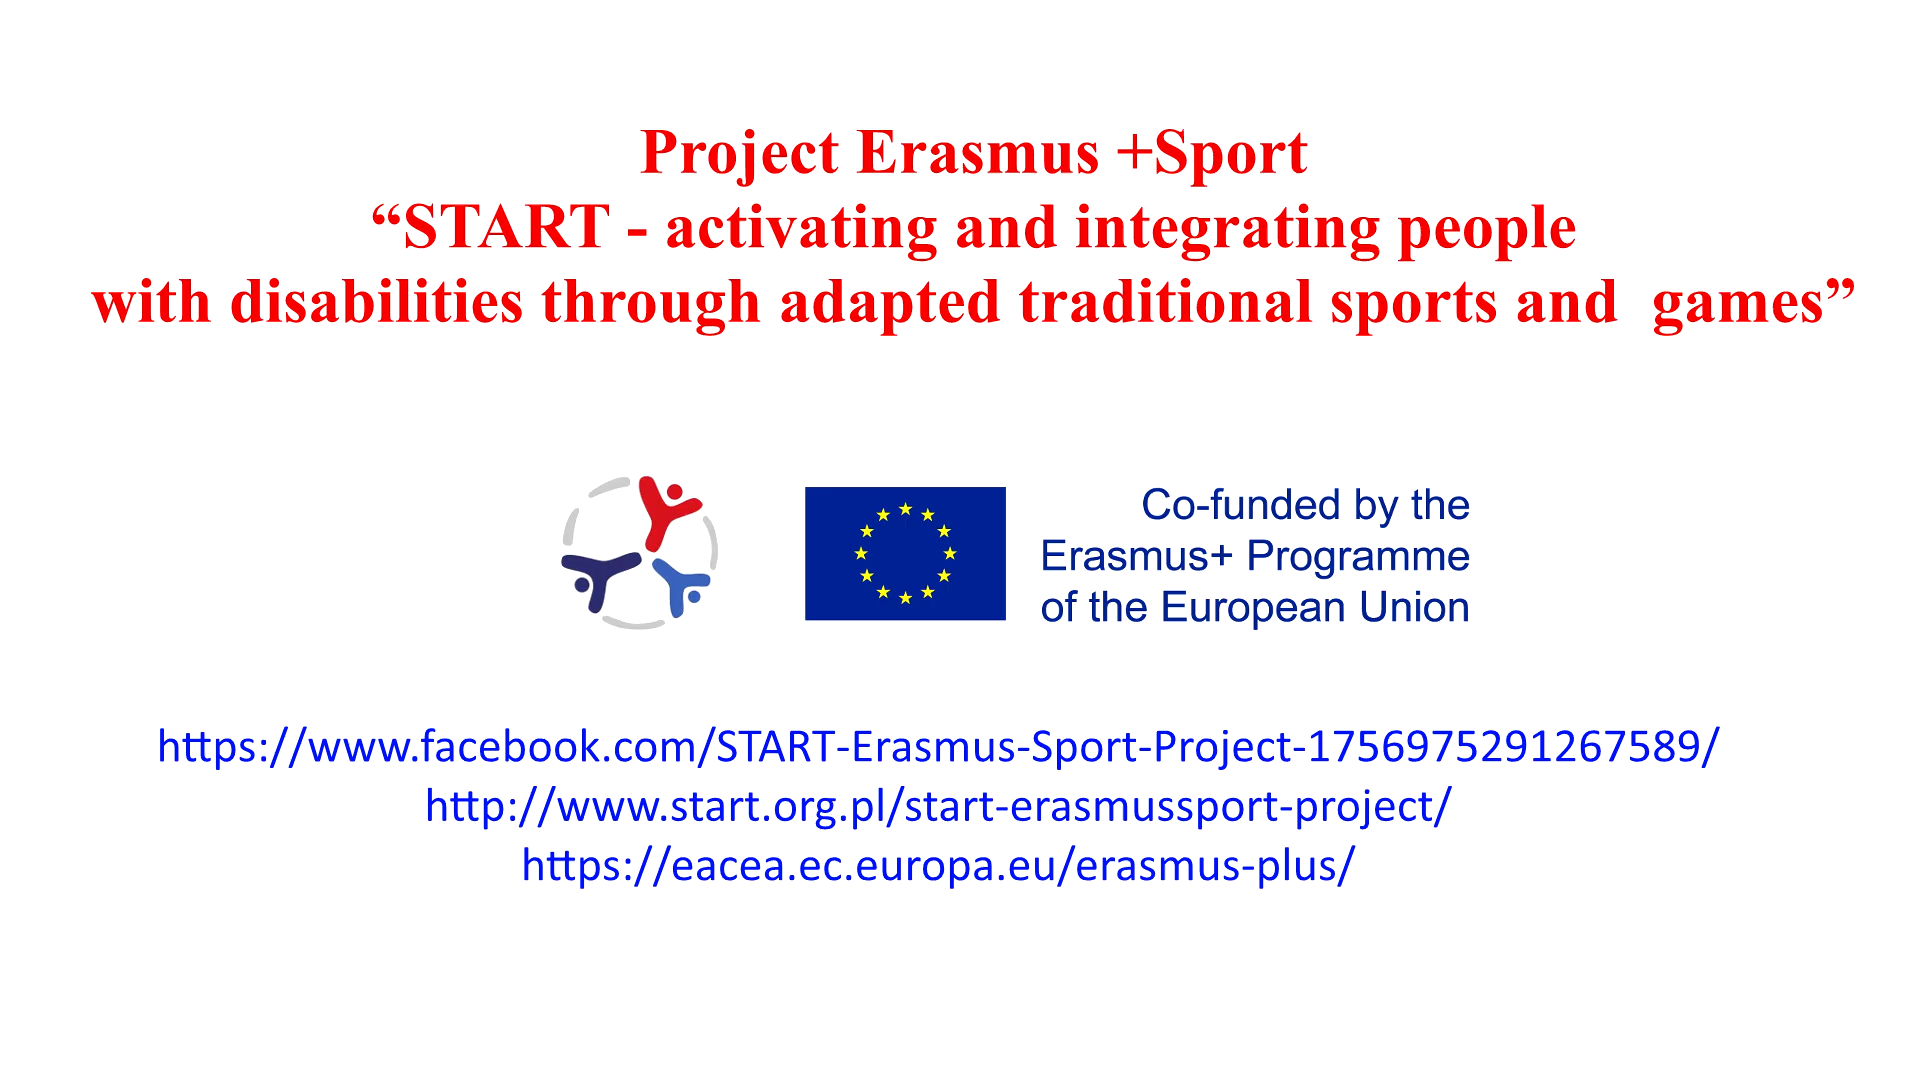 Project Erasmus +Sport
“START - activating and integrating people
with disabilities through adapted traditional sports and  games”
Co-funded by the
Erasmus+ Programme
of the European Union
https://www.facebook.com/START-Erasmus-Sport-Project-1756975291267589/
http://www.start.org.pl/start-erasmussport-project/
https://eacea.ec.europa.eu/erasmus-plus/